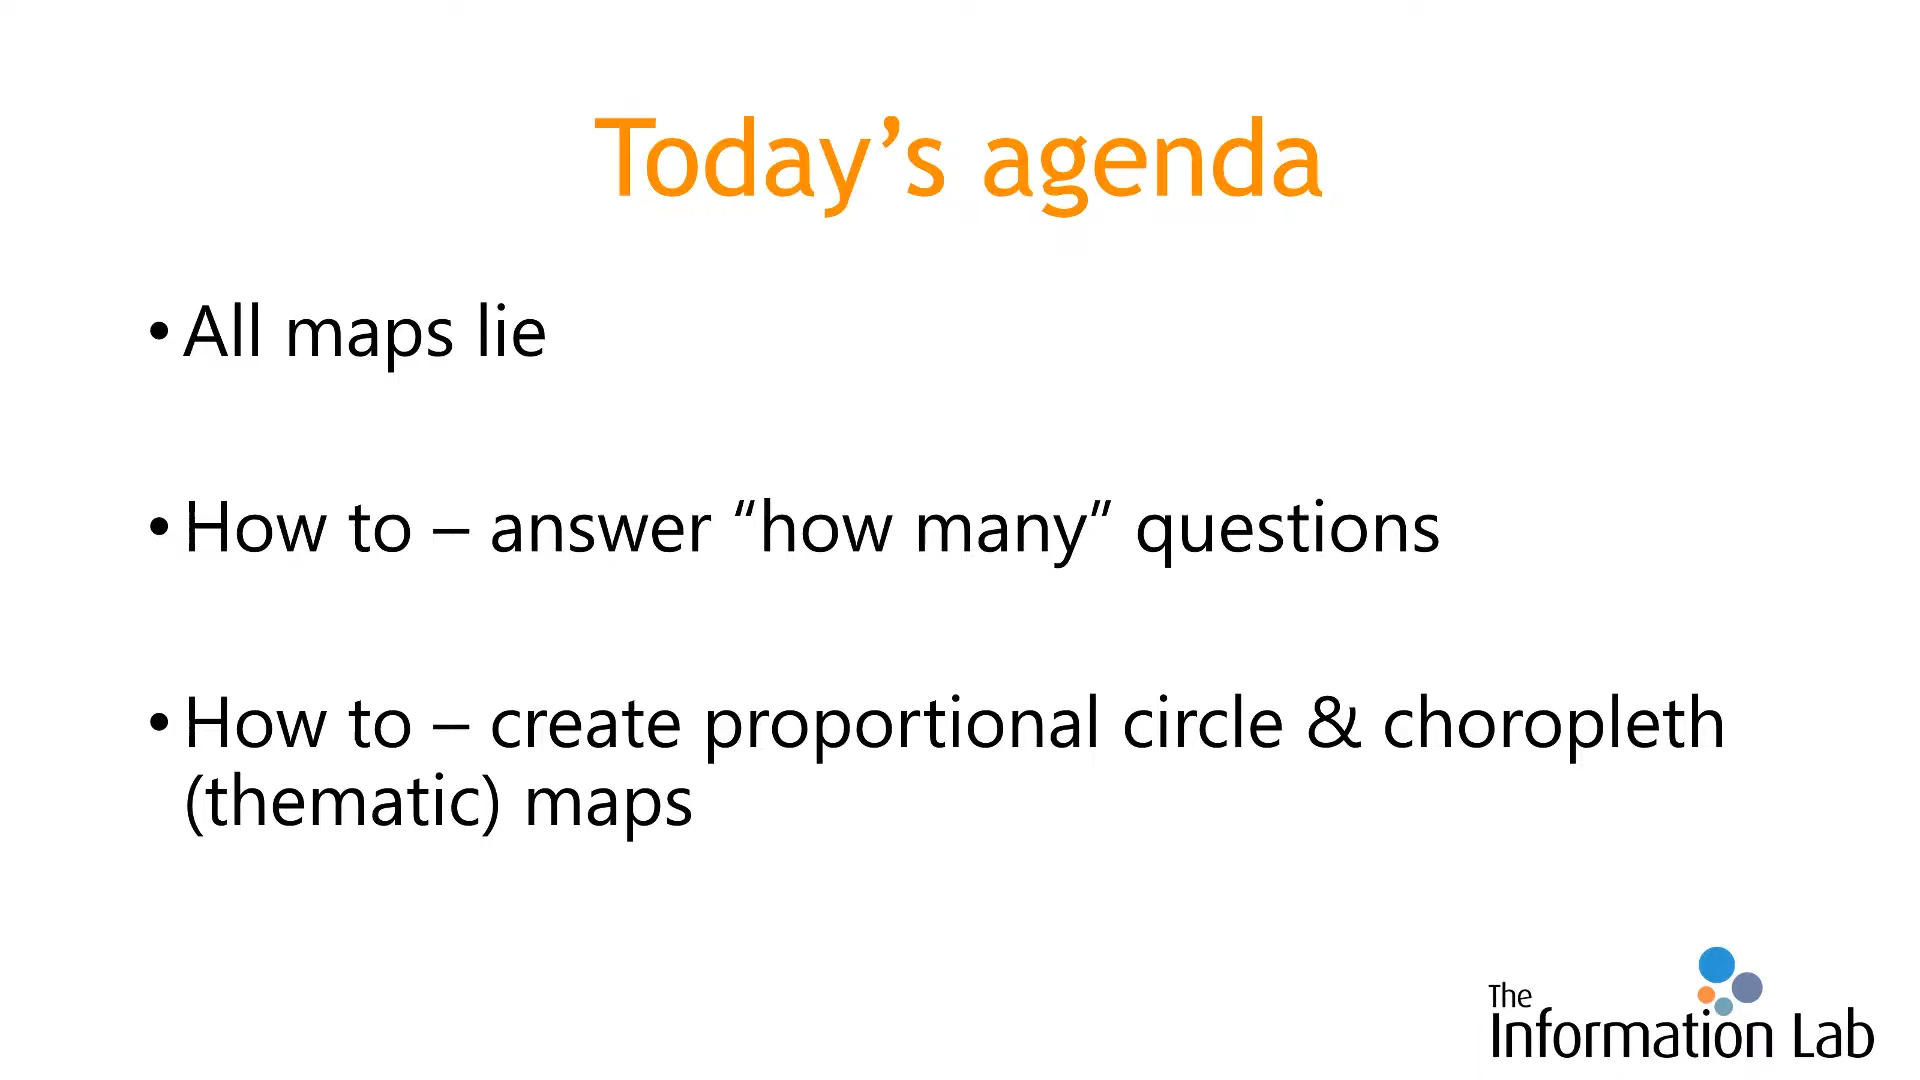 Today’s agenda
• All maps lie
• How to – answer “how many” questions
• How to – create proportional circle & choropleth
(thematic) maps
The
Information Lab